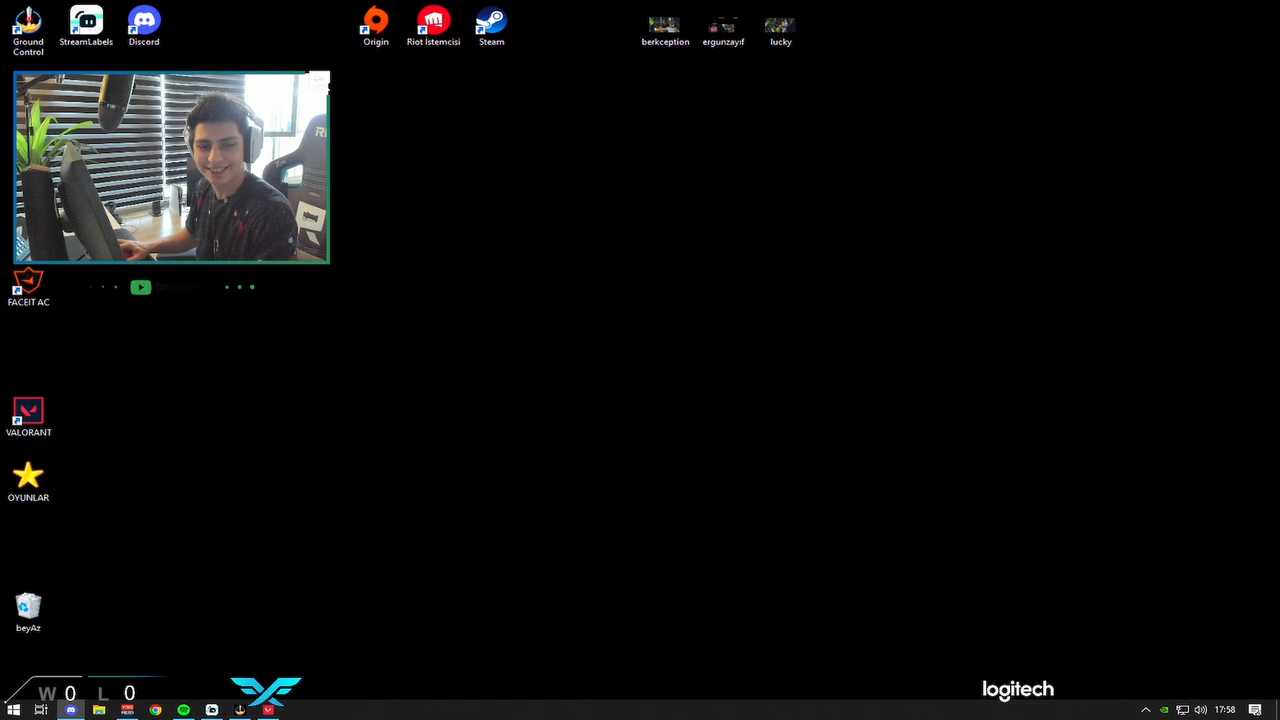 Ground
Control
StreamLabels
Discord
Origin
Riot İstemcisi
Steam
berkception
ergunzayıf
lucky
FACEIT AC
VALORANT
OYUNLAR
beyAz
W 0 L 0
logitech
17:58